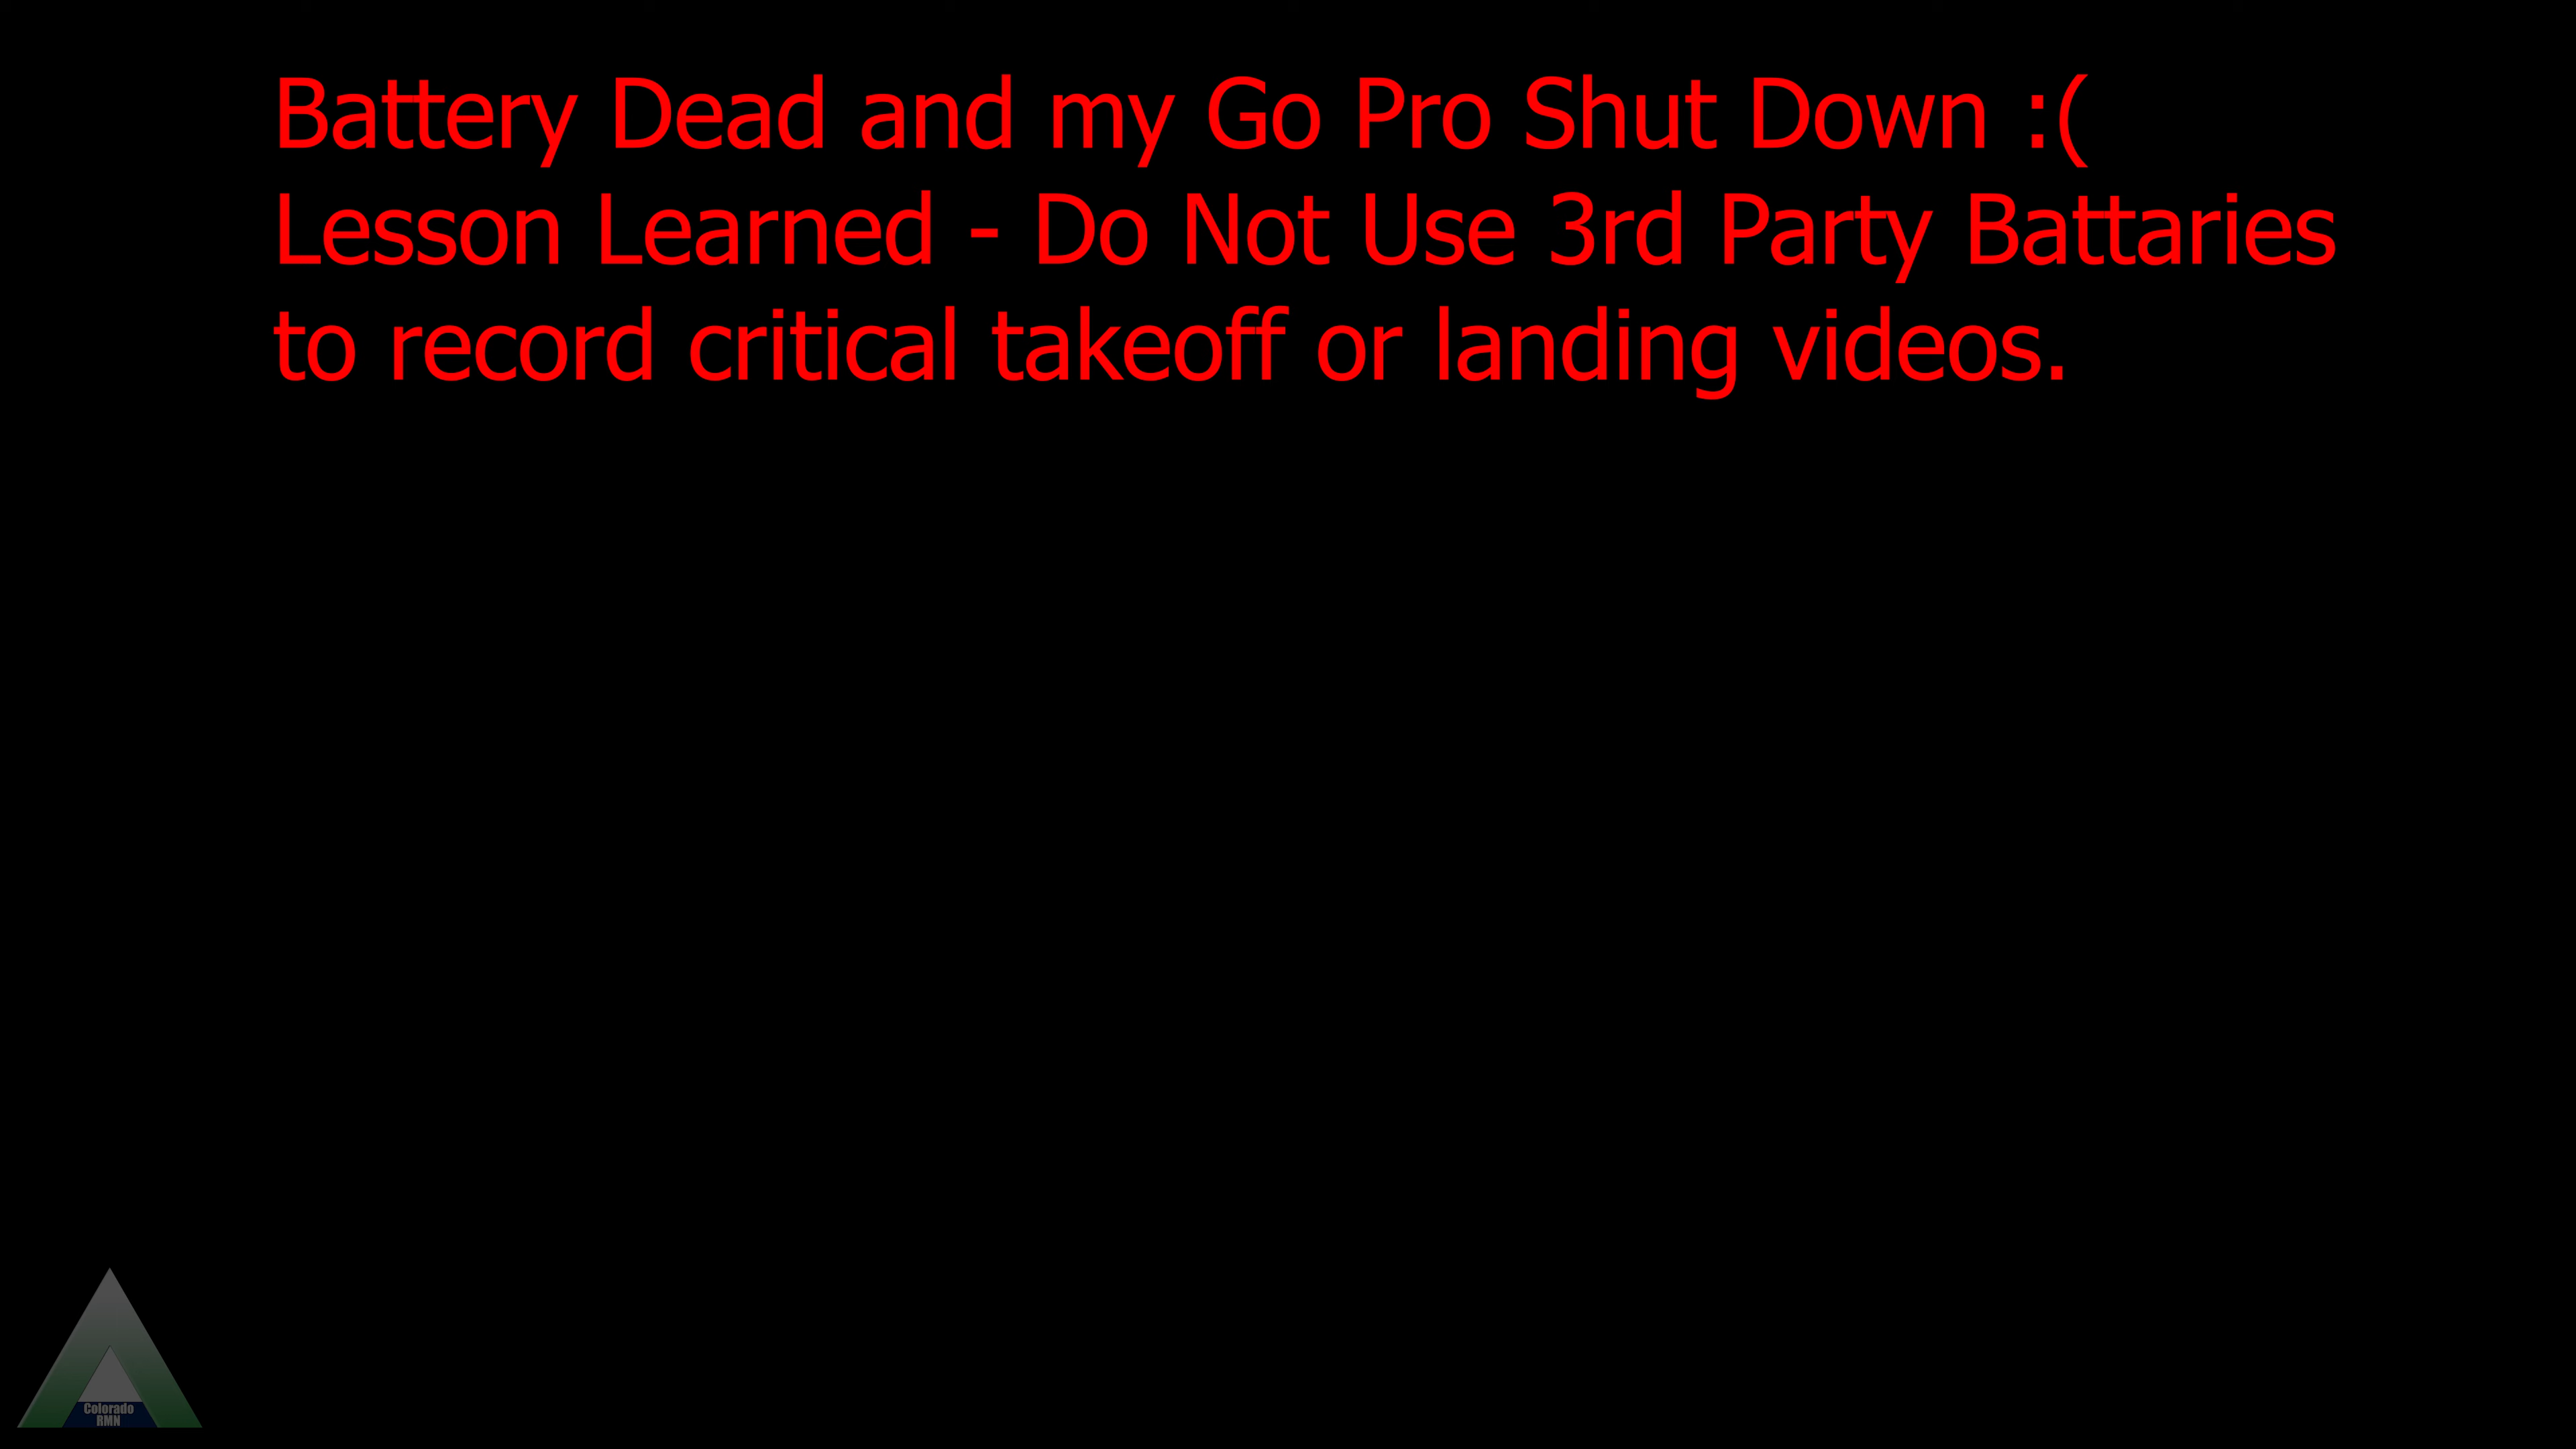 Battery Dead and my Go Pro Shut Down :(
Lesson Learned - Do Not Use 3rd Party Battaries
to record critical takeoff or landing videos.
Colorado
RMN